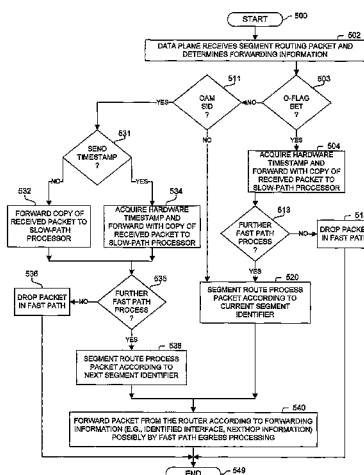 START
500
502
DATA PLANE RECEIVES SEGMENT ROUTING PACKET AND
DETERMINES FORWARDING INFORMATION
511
503
OAM
SID
?
O-FLAG
SET
?
YES
NO
NO
YES
531
SEND
TIMESTAMP
?
NO
YES
504
ACQUIRE HARDWARE
TIMESTAMP AND
FORWARD WITH COPY OF
RECEIVED PACKET TO
SLOW-PATH PROCESSOR
532
FORWARD COPY OF
RECEIVED PACKET TO
SLOW-PATH
PROCESSOR
534
ACQUIRE HARDWARE
TIMESTAMP AND
FORWARD WITH COPY OF
RECEIVED PACKET TO
SLOW-PATH PROCESSOR
513
FURTHER
FAST PATH
PROCESS
?
NO
YES
DROP PACKET
IN FAST PATH
536
DROP PACKET
IN FAST PATH
535
FURTHER
FAST PATH
PROCESS
?
NO
YES
520
SEGMENT ROUTE PROCESS
PACKET ACCORDING TO
CURRENT SEGMENT
IDENTIFIER
538
SEGMENT ROUTE PROCESS
PACKET ACCORDING TO
NEXT SEGMENT IDENTIFIER
540
FORWARD PACKET FROM THE ROUTER ACCORDING TO FORWARDING
INFORMATION (E.G., IDENTIFIED INTERFACE, NEXTHOP INFORMATION)
POSSIBLY BY FAST PATH EGRESS PROCESSING
END
549